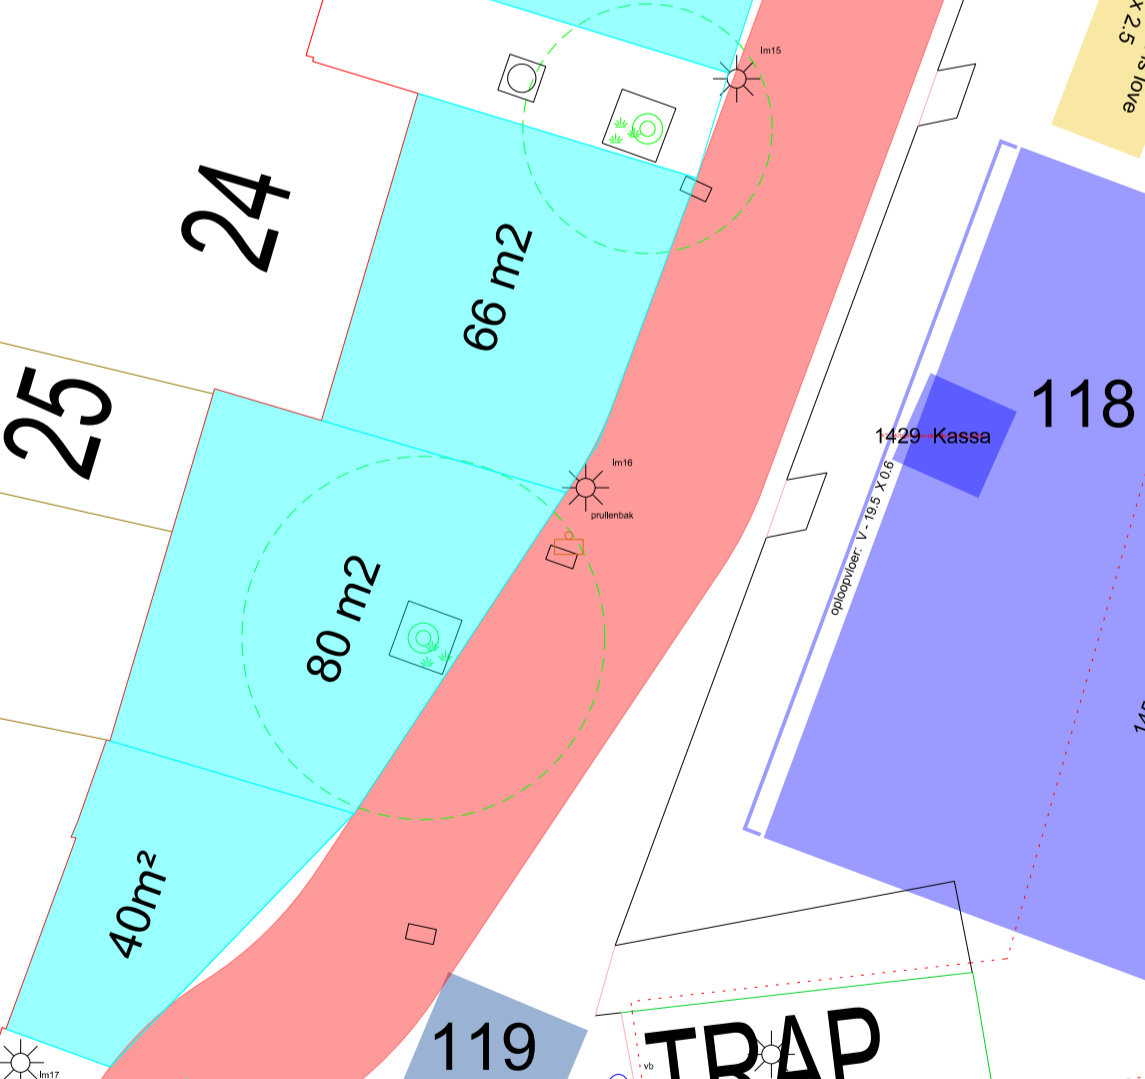 lm15
x 2.5
is love
24
66 m2
25
118
1429 Kassa
lm16
prullenbak
oploopvloer: V - 19.5 X 0.6
80 m2
40m²
119
TRAP
vb
lm17